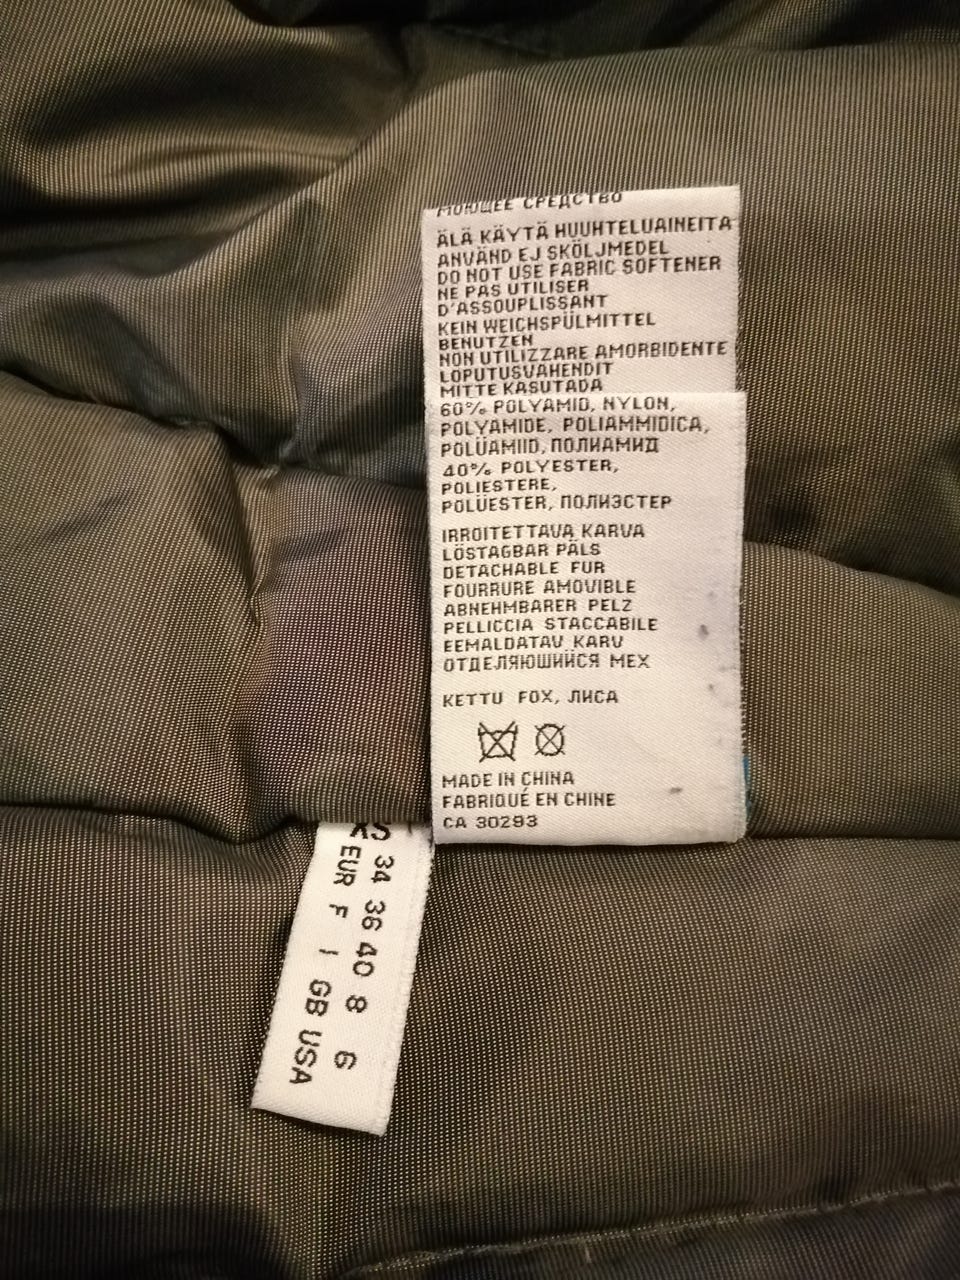 МОЮЩЕЕ СРЕДСТВО
ÄLÄ KÄYTÄ HUUHTELUAINEITA
ANVÄND EJ SKÖLJMEDEL
DO NOT USE FABRIC SOFTENER
NE PAS UTILISER
D'ASSOUPLISSANT
KEIN WEICHSPÜLMITTEL
BENUTZEN
NON UTILIZZARE AMORBIDENTE
LOPUTUSVAHENDIT
MITTE KASUTADA
60% POLYAMID, NYLON,
POLYAMIDE, POLIAMMIDICA,
POLÜAMIID, ПОЛИАМИД
40% POLYESTER,
POLIESTERE,
POLÜESTER, ПОЛИЭСТЕР
IRROITETTAVA KARVA
LÖSTAGBAR PÄLS
DETACHABLE FUR
FOURRURE AMOVIBLE
ABNEHMBARER PELZ
PELLICCIA STACCABILE
EEMALDATAV KARV
ОТДЕЛЯЮШИЙСЯ МЕХ
KETTU FOX, ЛИСА
MADE IN CHINA
FABRIQUÉ EN CHINE
CA 30293
XS
34 36 40 8 6
EUR F I GB USA